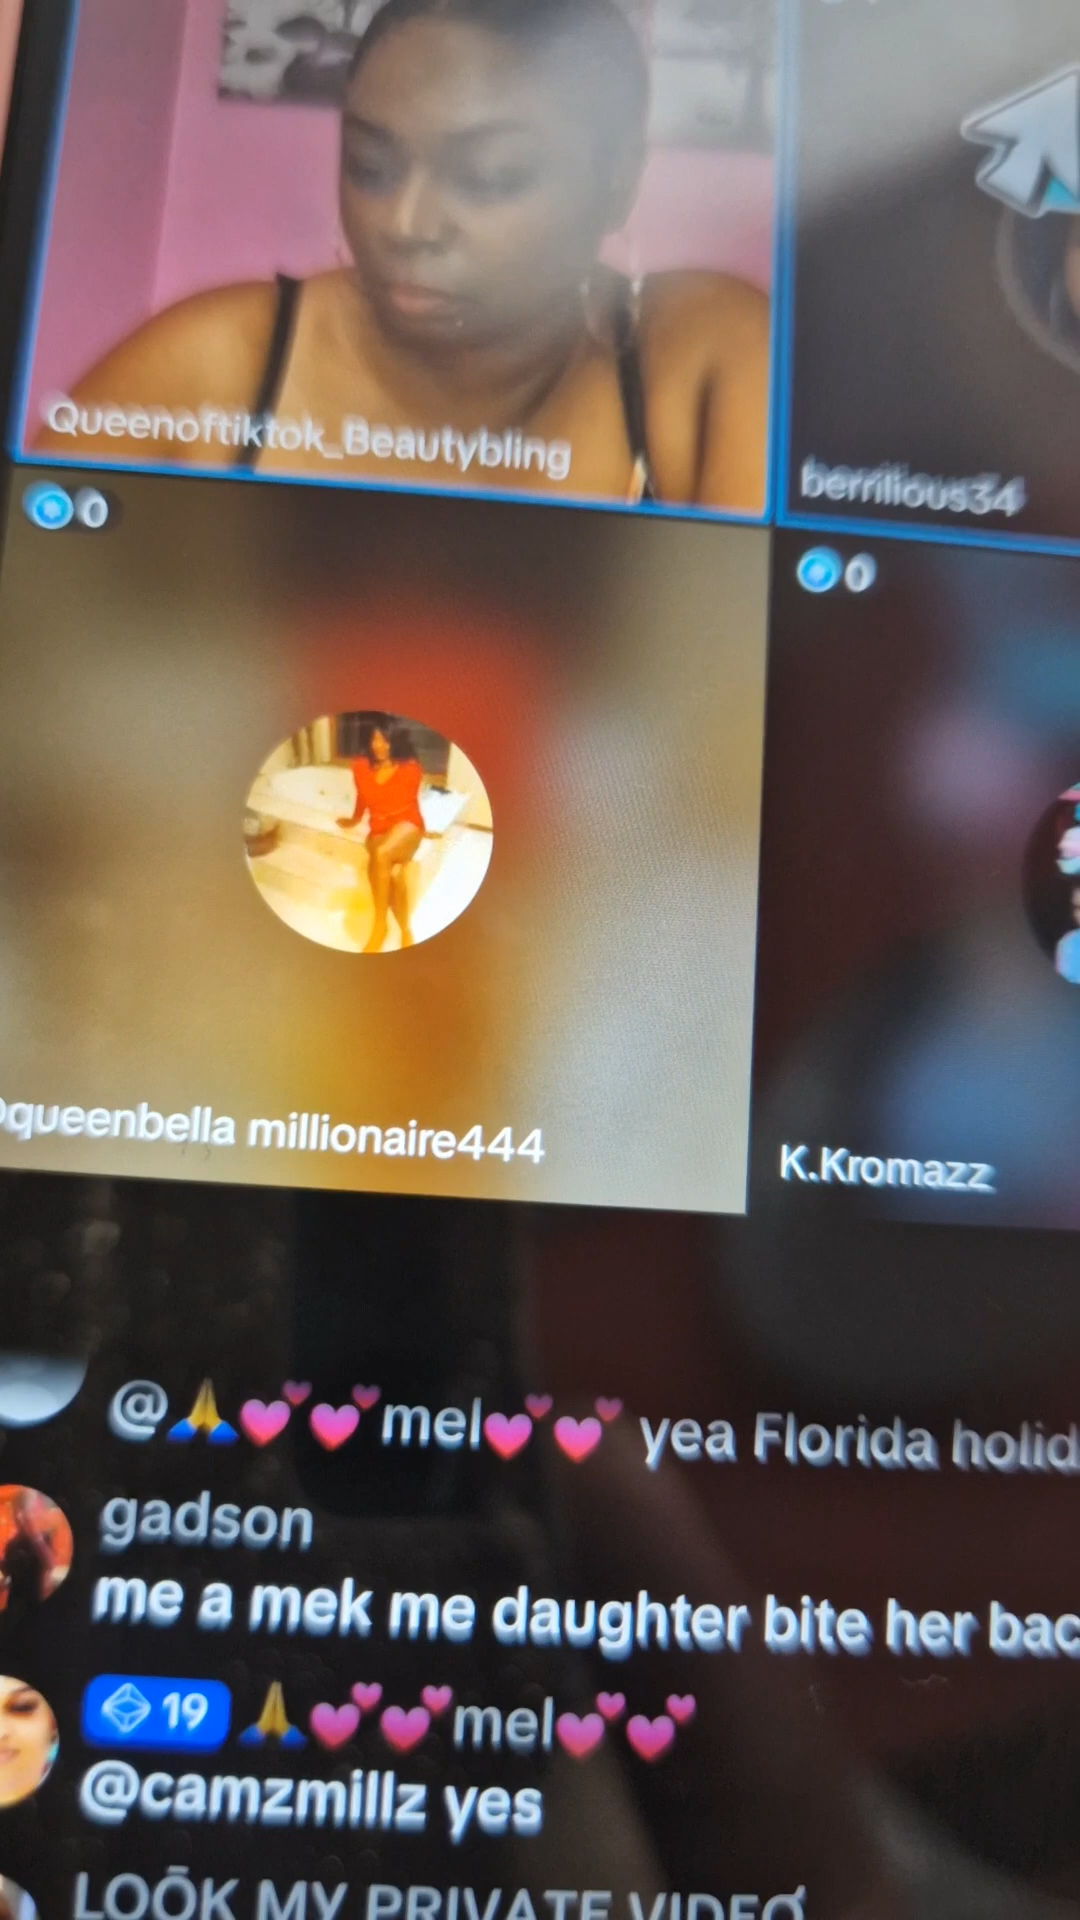 Queenoftiktok_Beautybling
berrilious34
0
0
queenbella millionaire444
K.Kromazz
@🙏💕💕mel💕💕 yea Florida holid
gadson
me a mek me daughter bite her bac
19 🙏💕💕mel💕💕
@camzmillz yes
LOŌK MY PRIVATE VIDEO